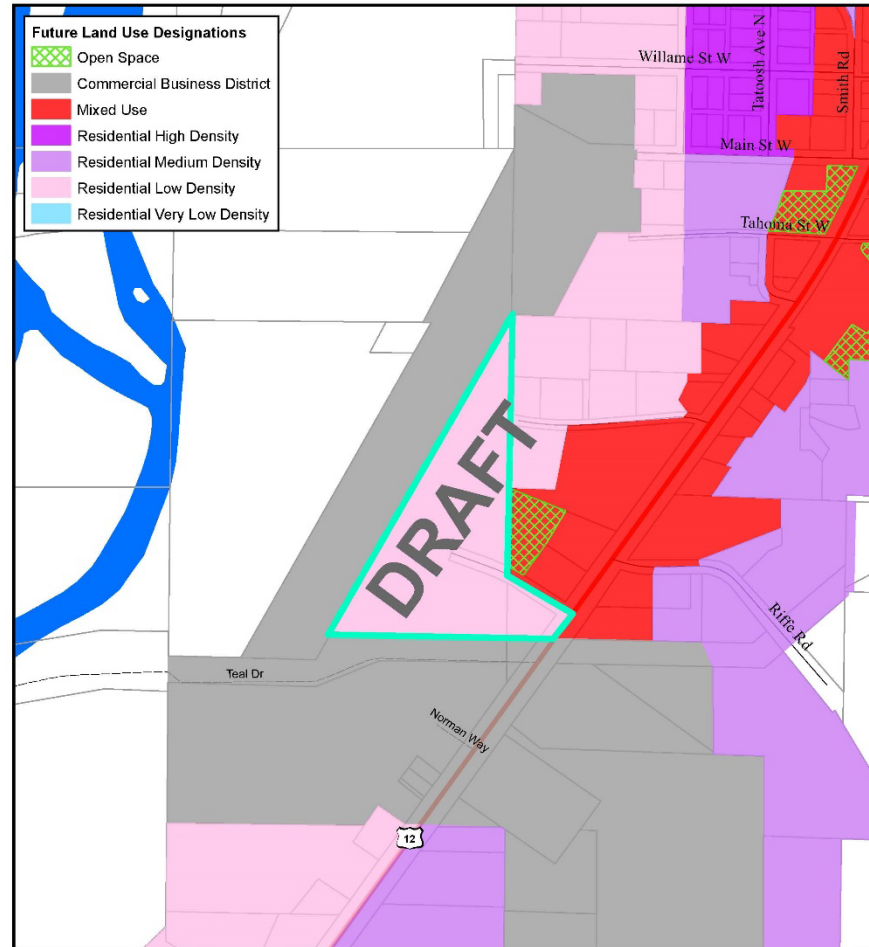 Future Land Use Designations
Open Space
Commercial Business District
Mixed Use
Residential High Density
Residential Medium Density
Residential Low Density
Residential Very Low Density
Willame St W
Tatoosh Ave N
Smith Rd
Main St W
Tahoma St W
DRAFT
Riffe Rd
Teal Dr
Norman Way
12